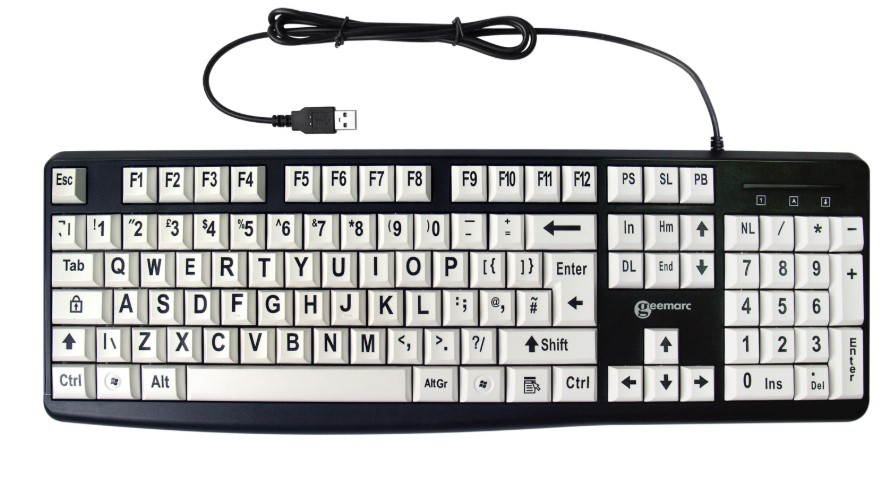 Esc F1 F2 F3 F4 F5 F6 F7 F8 F9 F10 F11 F12 PS SL PB
1 A
!1 "2 £3 $4 %5 ^6 &7 *8 (9 )0 _- += In Hm NL / * −
Tab Q W E R T Y U I O P [{ ]} Enter DL End 7 8 9 +
A S D F G H J K L :; @, #~ geemarc 4 5 6
|\ Z X C V B N M <, >. ?/ Shift 1 2 3 Enter
Ctrl Alt AltGr Ctrl 0 Ins .Del